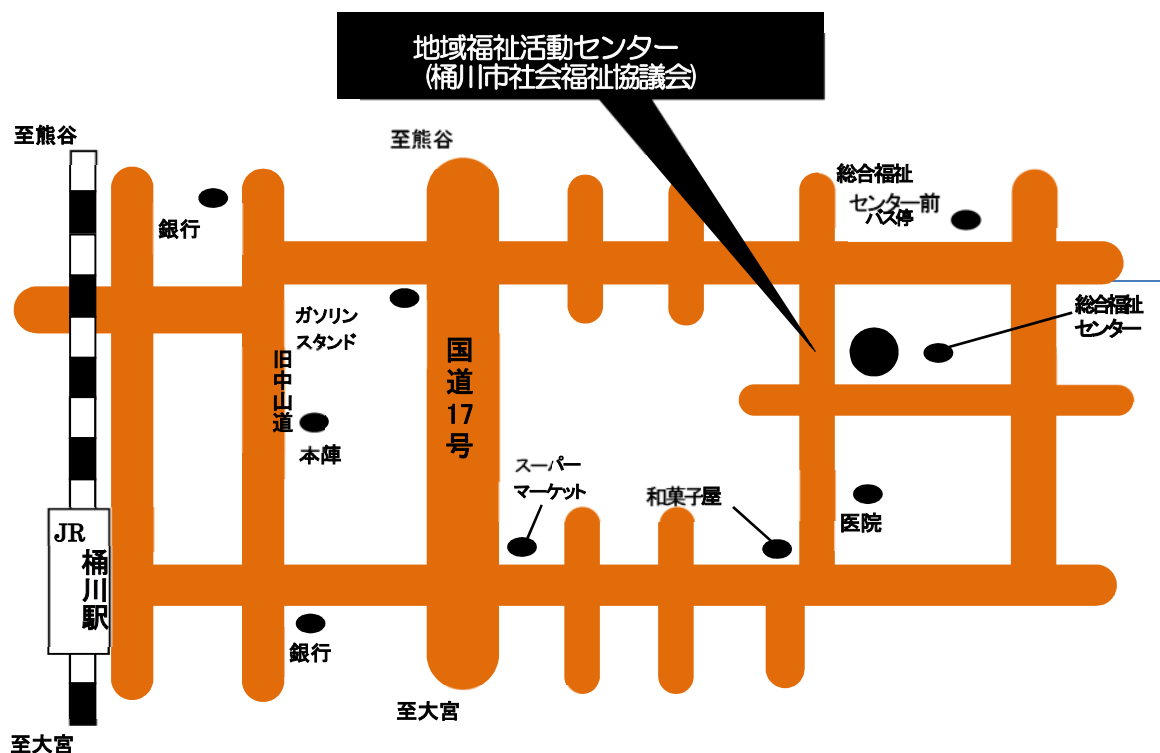 地域福祉活動センター
(桶川市社会福祉協議会)
至熊谷
至熊谷
総合福祉
センター前
バス停
銀行
ガソリン
スタンド
総合福祉
センター
旧中山道
国道17号
本陣
スーパー
マーケット
和菓子屋
医院
JR
桶川駅
銀行
至大宮
至大宮